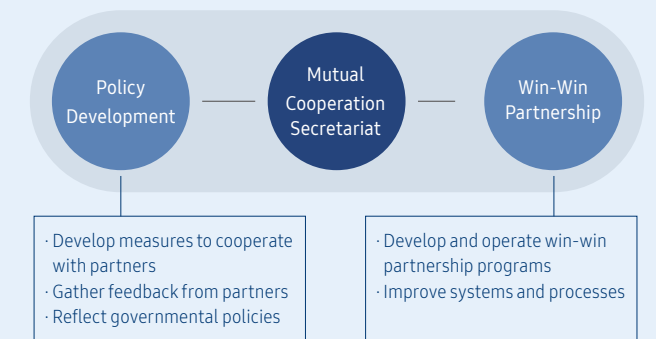 Policy
Development
Mutual
Cooperation
Secretariat
Win-Win
Partnership
· Develop measures to cooperate
with partners
· Gather feedback from partners
· Reflect governmental policies
· Develop and operate win-win
partnership programs
· Improve systems and processes